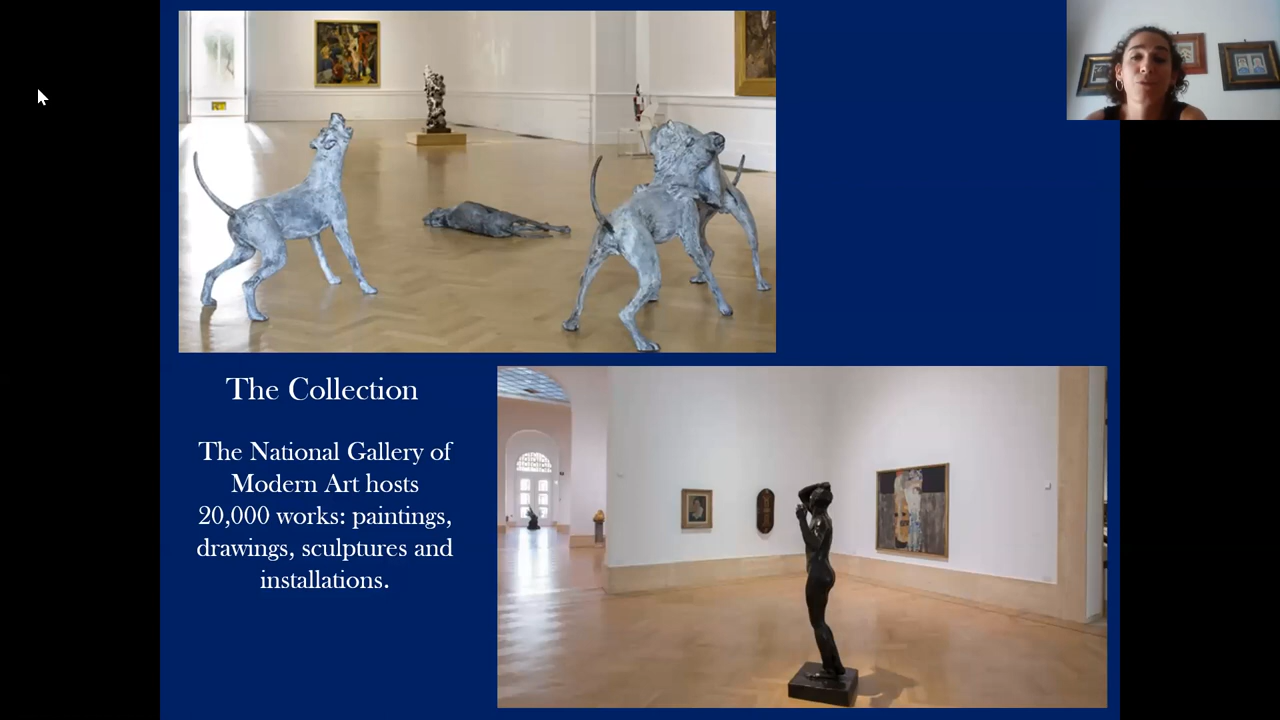 The Collection
The National Gallery of
Modern Art hosts
20,000 works: paintings,
drawings, sculptures and
installations.